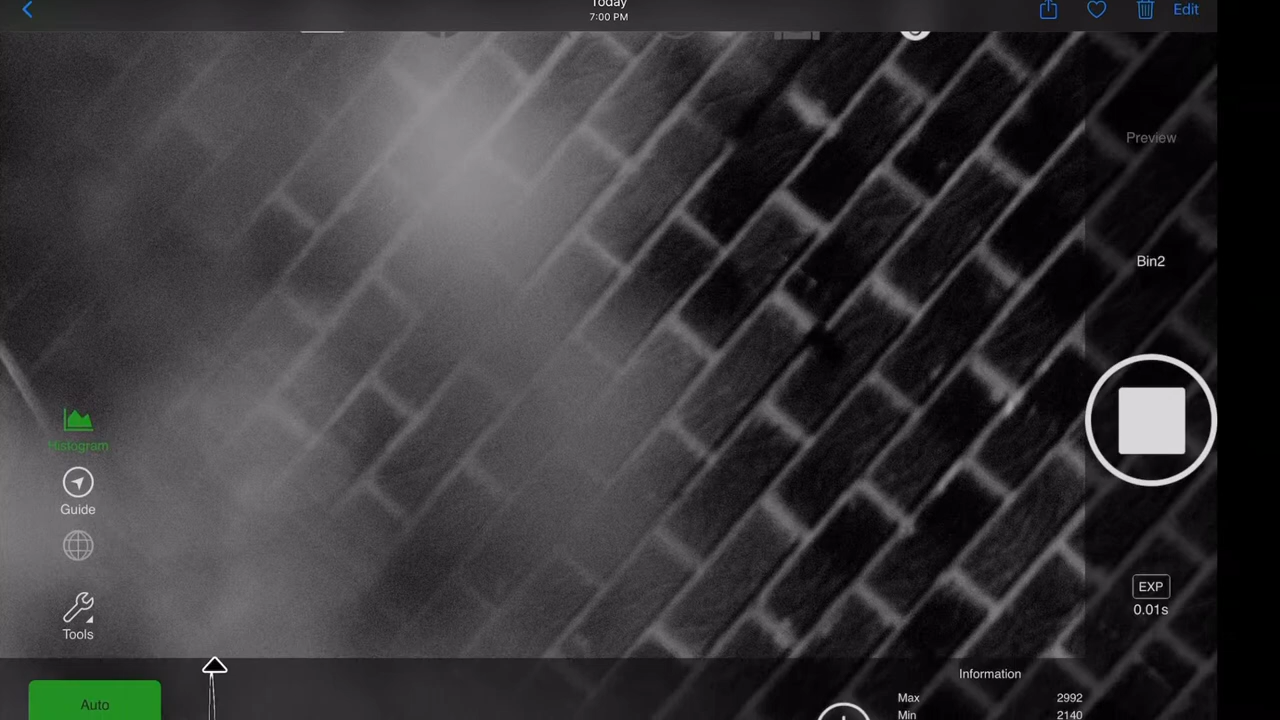 Today
7:00 PM
Edit
Preview
Bin2
Histogram
Guide
EXP
0.01s
Tools
Information
Auto
Max 2992
Min 2140